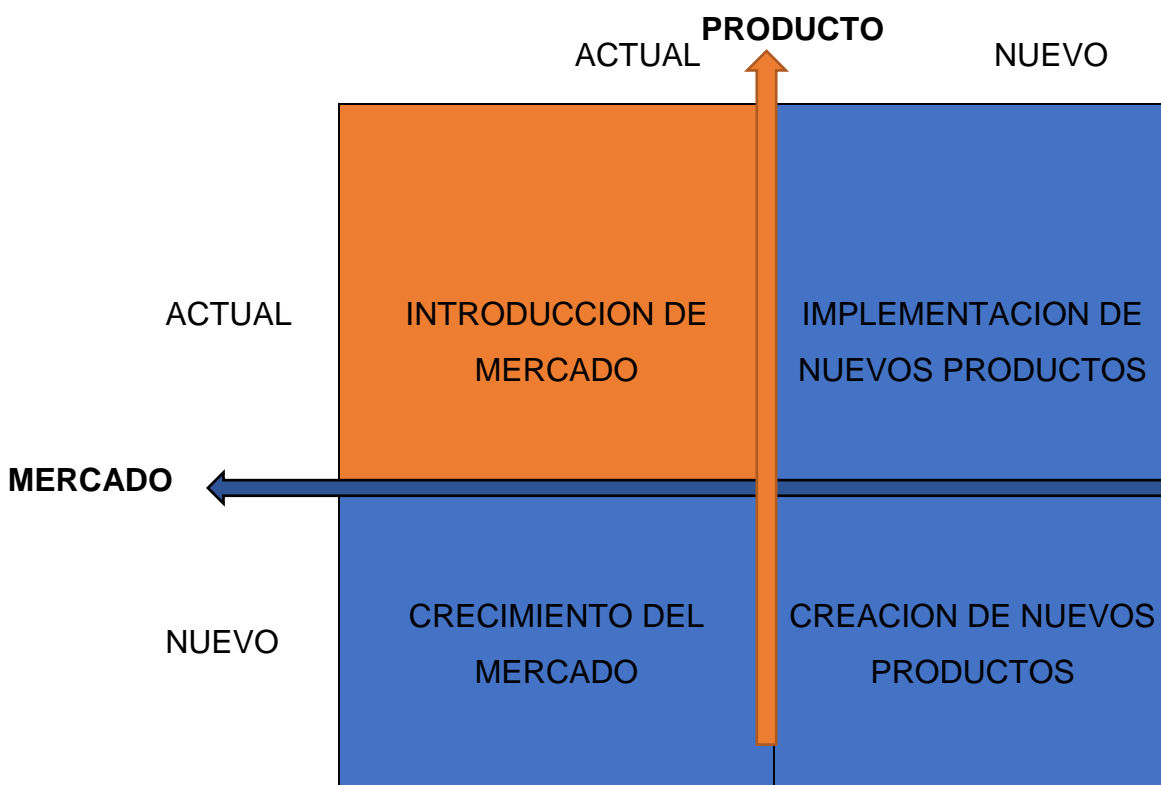 PRODUCTO
ACTUAL
NUEVO
ACTUAL
INTRODUCCION DE
MERCADO
IMPLEMENTACION DE
NUEVOS PRODUCTOS
MERCADO
NUEVO
CRECIMIENTO DEL
MERCADO
CREACION DE NUEVOS
PRODUCTOS